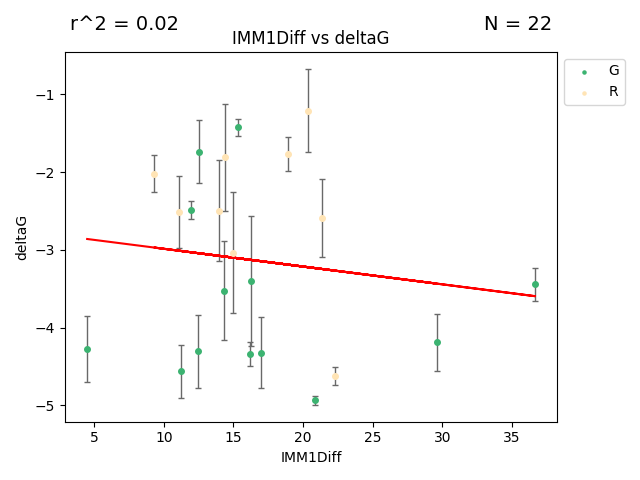 r^2 = 0.02
N = 22
IMM1Diff vs deltaG
G
R
−1
−2
−3
−4
−5
deltaG
5 10 15 20 25 30 35
IMM1Diff